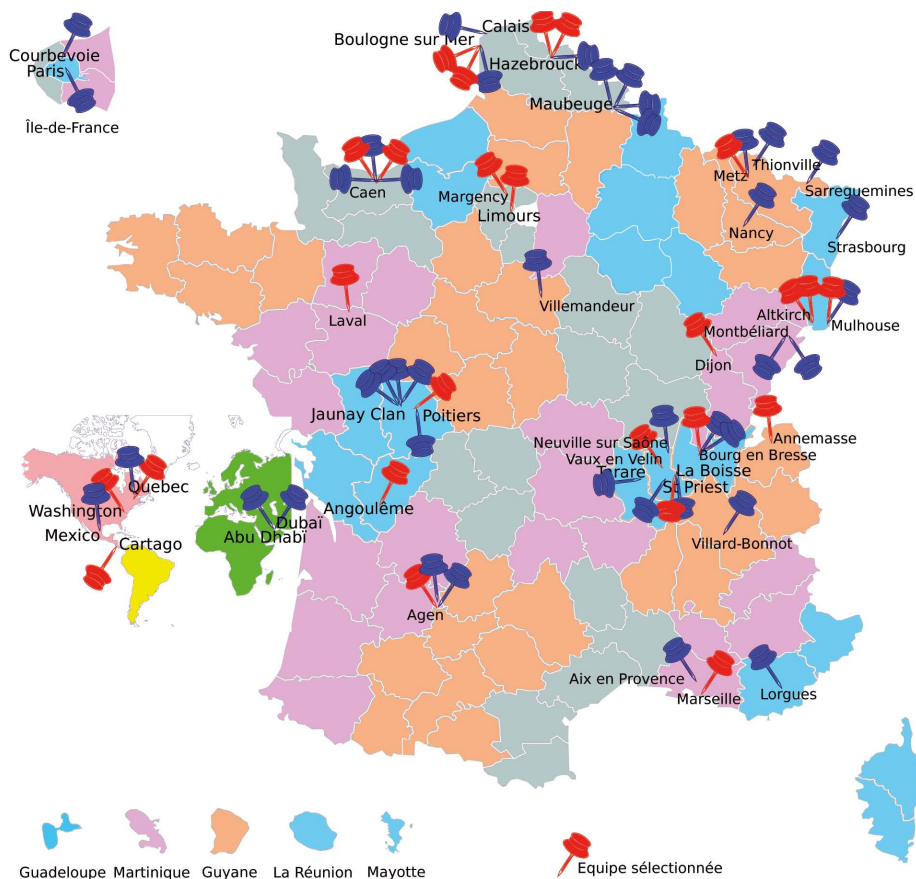 Courbevoie
Paris
Île-de-France
Calais
Boulogne sur Mer
Hazebrouck
Maubeuge
Caen
Margency
Limours
Thionville
Metz
Sarreguemines
Nancy
Strasbourg
Villemandeur
Laval
Altkirch
Mulhouse
Montbéliard
Dijon
Jaunay Clan
Poitiers
Annemasse
Neuville sur Saône
Bourg en Bresse
Vaux en Velin
La Boisse
Tarare
St Priest
Quebec
Washington
Angoulême
Dubaï
Mexico
Abu Dhabï
Cartago
Villard-Bonnot
Agen
Aix en Provence
Marseille
Lorgues
Guadeloupe
Martinique
Guyane
La Réunion
Mayotte
Equipe sélectionnée